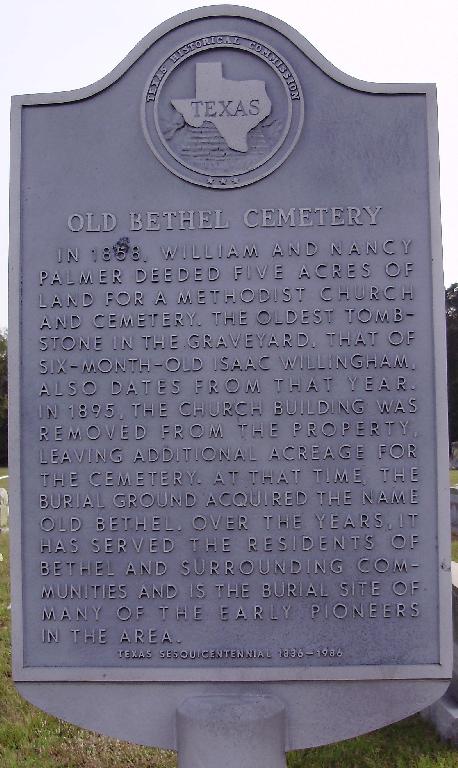 TEXAS HISTORICAL COMMISSION
TEXAS
OLD BETHEL CEMETERY
IN 1858, WILLIAM AND NANCY
PALMER DEEDED FIVE ACRES OF
LAND FOR A METHODIST CHURCH
AND CEMETERY. THE OLDEST TOMB-
STONE IN THE GRAVEYARD, THAT OF
SIX-MONTH-OLD ISAAC WILLINGHAM,
ALSO DATES FROM THAT YEAR.
IN 1895, THE CHURCH BUILDING WAS
REMOVED FROM THE PROPERTY,
LEAVING ADDITIONAL ACREAGE FOR
THE CEMETERY. AT THAT TIME, THE
BURIAL GROUND ACQUIRED THE NAME
OLD BETHEL. OVER THE YEARS, IT
HAS SERVED THE RESIDENTS OF
BETHEL AND SURROUNDING COM-
MUNITIES AND IS THE BURIAL SITE OF
MANY OF THE EARLY PIONEERS
IN THE AREA.
TEXAS SESQUICENTENNIAL 1836-1986